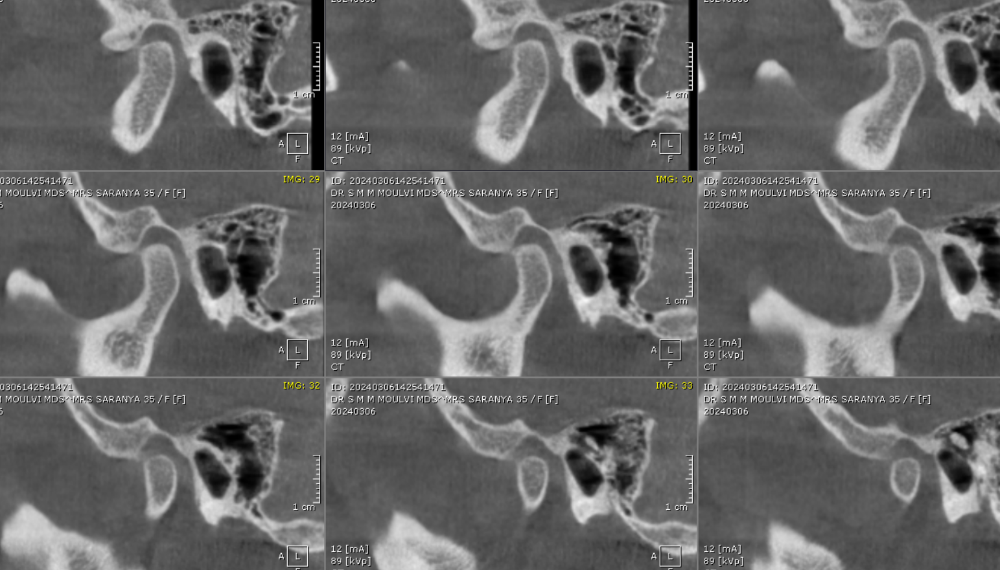 1 cm
A L
F
12 [mA]
89 [kVp]
CT
1 cm
A L
F
12 [mA]
89 [kVp]
CT
0306142541471
IMG: 29
MOULVI MDS^MRS SARANYA 35 / F [F]
6
1 cm
A L
F
ID: 20240306142541471
IMG: 30
DR S M M MOULVI MDS^MRS SARANYA 35 / F [F]
20240306
1 cm
12 [mA]
89 [kVp]
CT
A L
F
ID: 20240306142541471
DR S M M MOULVI MDS^MRS SARANYA 35 / F [F]
20240306
12 [mA]
89 [kVp]
CT
0306142541471
IMG: 32
MOULVI MDS^MRS SARANYA 35 / F [F]
6
1 cm
A L
ID: 20240306142541471
IMG: 33
DR S M M MOULVI MDS^MRS SARANYA 35 / F [F]
20240306
1 cm
12 [mA]
89 [kVp]
A L
ID: 20240306142541471
DR S M M MOULVI MDS^MRS SARANYA 35 / F [F]
20240306
12 [mA]
89 [kVp]